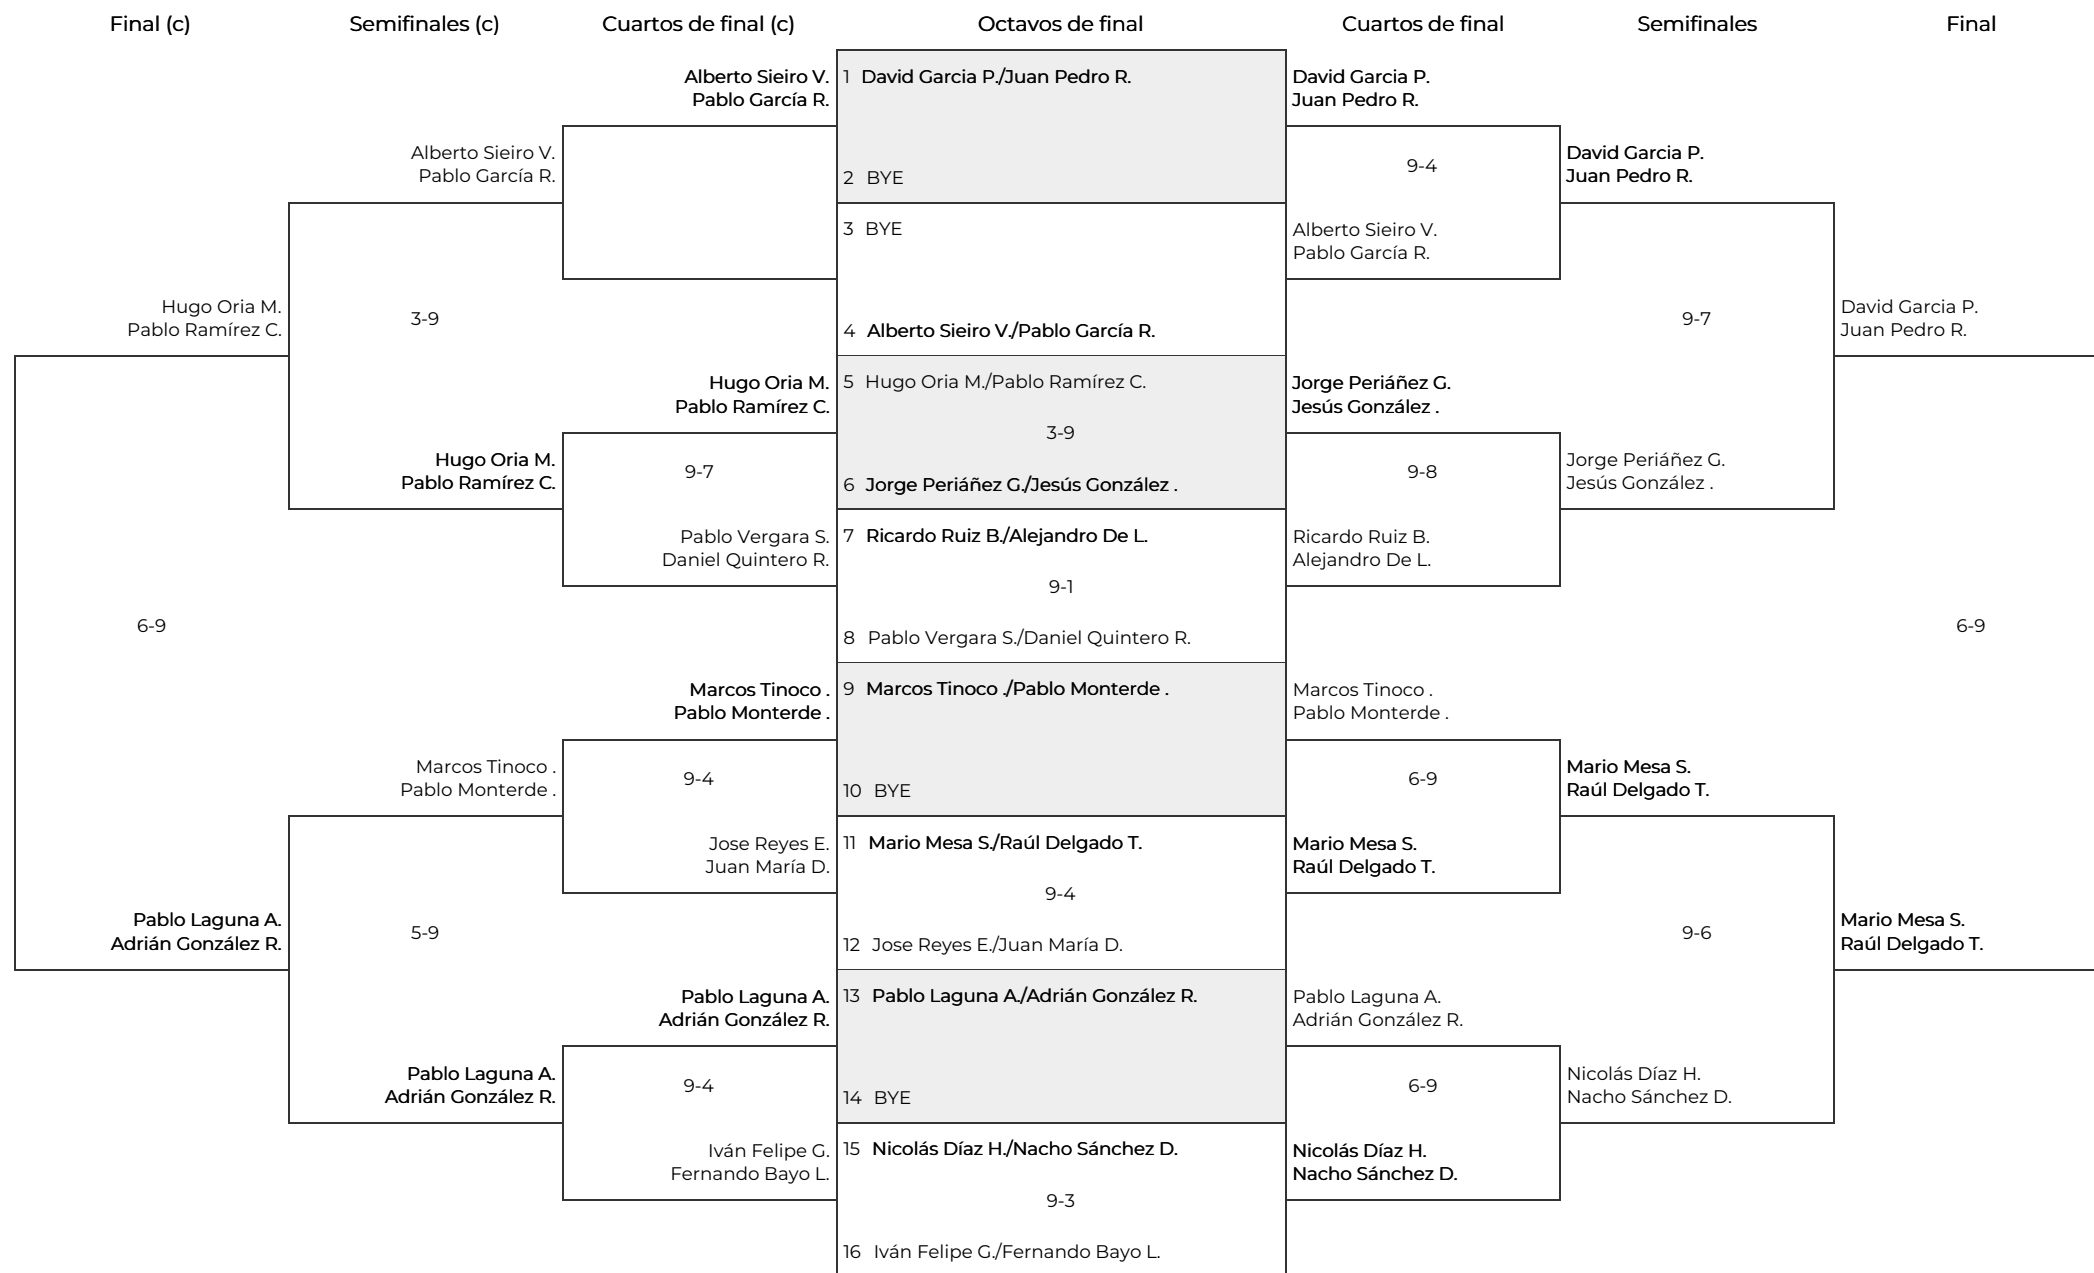 Final (c)
Semifinales (c)
Cuartos de final (c)
Octavos de final
Cuartos de final
Semifinales
Final
Hugo Oria M.
Pablo Ramírez C.
6-9
Pablo Laguna A.
Adrián González R.
Alberto Sieiro V.
Pablo García R.
3-9
Hugo Oria M.
Pablo Ramírez C.
Marcos Tinoco .
Pablo Monterde .
5-9
Pablo Laguna A.
Adrián González R.
Alberto Sieiro V.
Pablo García R.
Hugo Oria M.
Pablo Ramírez C.
9-7
Pablo Vergara S.
Daniel Quintero R.
Marcos Tinoco .
Pablo Monterde .
9-4
Jose Reyes E.
Juan María D.
Pablo Laguna A.
Adrián González R.
9-4
Iván Felipe G.
Fernando Bayo L.
1 David Garcia P./Juan Pedro R.
2 BYE
3 BYE
4 Alberto Sieiro V./Pablo García R.
5 Hugo Oria M./Pablo Ramírez C.
3-9
6 Jorge Periáñez G./Jesús González .
7 Ricardo Ruiz B./Alejandro De L.
9-1
8 Pablo Vergara S./Daniel Quintero R.
9 Marcos Tinoco ./Pablo Monterde .
10 BYE
11 Mario Mesa S./Raúl Delgado T.
9-4
12 Jose Reyes E./Juan María D.
13 Pablo Laguna A./Adrián González R.
14 BYE
15 Nicolás Díaz H./Nacho Sánchez D.
9-3
16 Iván Felipe G./Fernando Bayo L.
David Garcia P.
Juan Pedro R.
9-4
Alberto Sieiro V.
Pablo García R.
Jorge Periáñez G.
Jesús González .
9-8
Ricardo Ruiz B.
Alejandro De L.
Marcos Tinoco .
Pablo Monterde .
6-9
Mario Mesa S.
Raúl Delgado T.
Pablo Laguna A.
Adrián González R.
6-9
Nicolás Díaz H.
Nacho Sánchez D.
David Garcia P.
Juan Pedro R.
9-7
Jorge Periáñez G.
Jesús González .
Mario Mesa S.
Raúl Delgado T.
9-6
Nicolás Díaz H.
Nacho Sánchez D.
David Garcia P.
Juan Pedro R.
6-9
Mario Mesa S.
Raúl Delgado T.